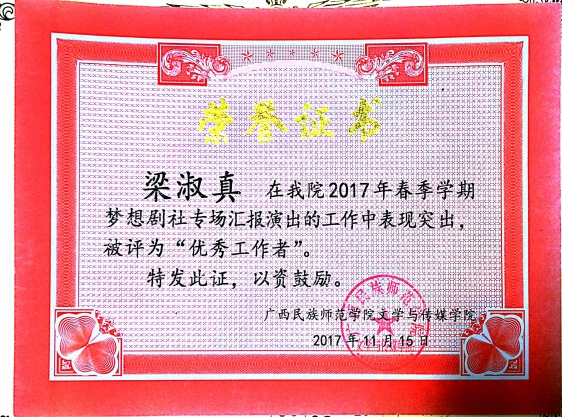 荣誉证书
梁淑真 在我院2017年春季学期
梦想剧社专场汇报演出的工作中表现突出，
被评为“优秀工作者”。
特发此证，以资鼓励。
广西民族师范学院文学与传媒学院
2017年11月15日